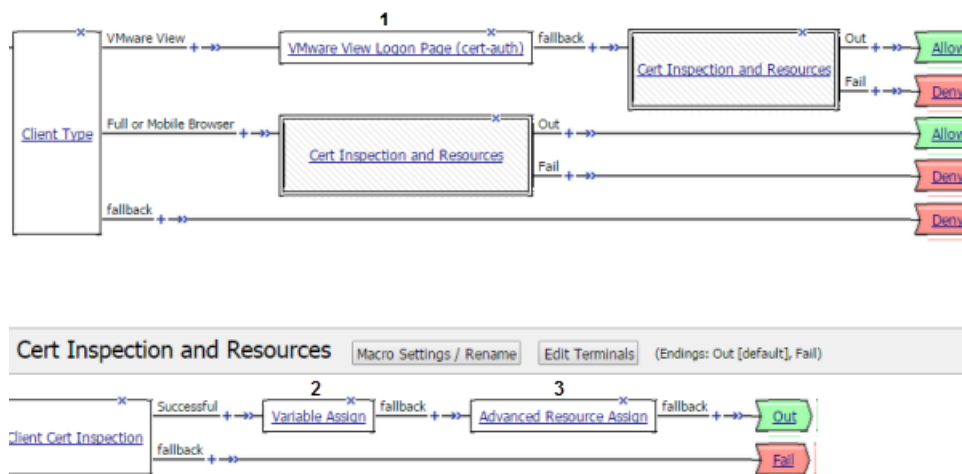 1
VMware View
VMware View Logon Page (cert-auth)
fallback
Cert Inspection and Resources
Out
Allow
Fail
Deny
Client Type
Full or Mobile Browser
Cert Inspection and Resources
Out
Allow
Fail
Deny
fallback
Deny
Cert Inspection and Resources Macro Settings / Rename Edit Terminals (Endings: Out [default], Fail)
2 3
Client Cert Inspection
Successful
Variable Assign
fallback
Advanced Resource Assign
fallback
Out
fallback
Fail